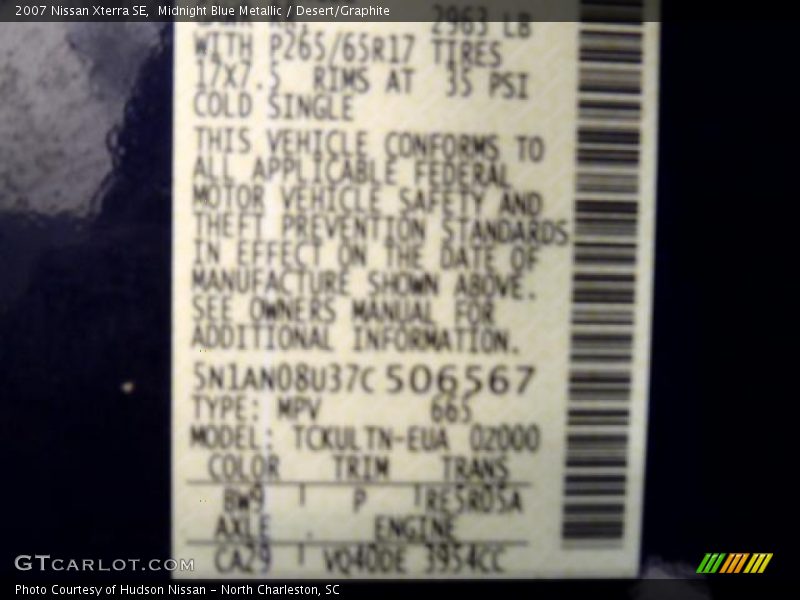 2007 Nissan Xterra SE, Midnight Blue Metallic / Desert/Graphite
2963 LB
WITH P265/65R17 TIRES
17X7.5 RIMS AT 35 PSI
COLD SINGLE
THIS VEHICLE CONFORMS TO
ALL APPLICABLE FEDERAL
MOTOR VEHICLE SAFETY AND
THEFT PREVENTION STANDARDS
IN EFFECT ON THE DATE OF
MANUFACTURE SHOWN ABOVE.
SEE OWNERS MANUAL FOR
ADDITIONAL INFORMATION.
5N1AN08U37C506567
TYPE: MPV 665
MODEL: TCKULTN-EUA 02000
COLOR TRIM TRANS
BW9 P RE5R05A
AXLE ENGINE
CA29 VQ40DE 3954CC
GTCARLOT.COM
Photo Courtesy of Hudson Nissan - North Charleston, SC